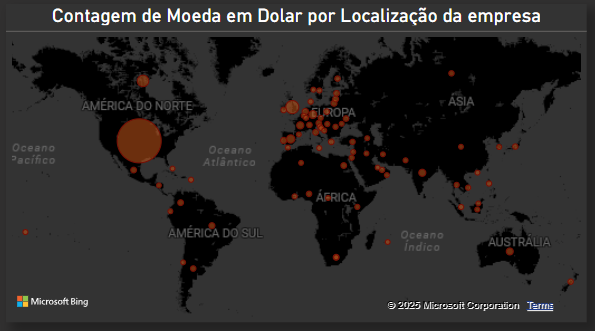 Contagem de Moeda em Dolar por Localização da empresa
AMÉRICA DO NORTE
EUROPA
ÁSIA
Oceano
Pacífico
Oceano
Atlântico
ÁFRICA
AMÉRICA DO SUL
Oceano
Índico
AUSTRÁLIA
Microsoft Bing
© 2025 Microsoft Corporation Terms